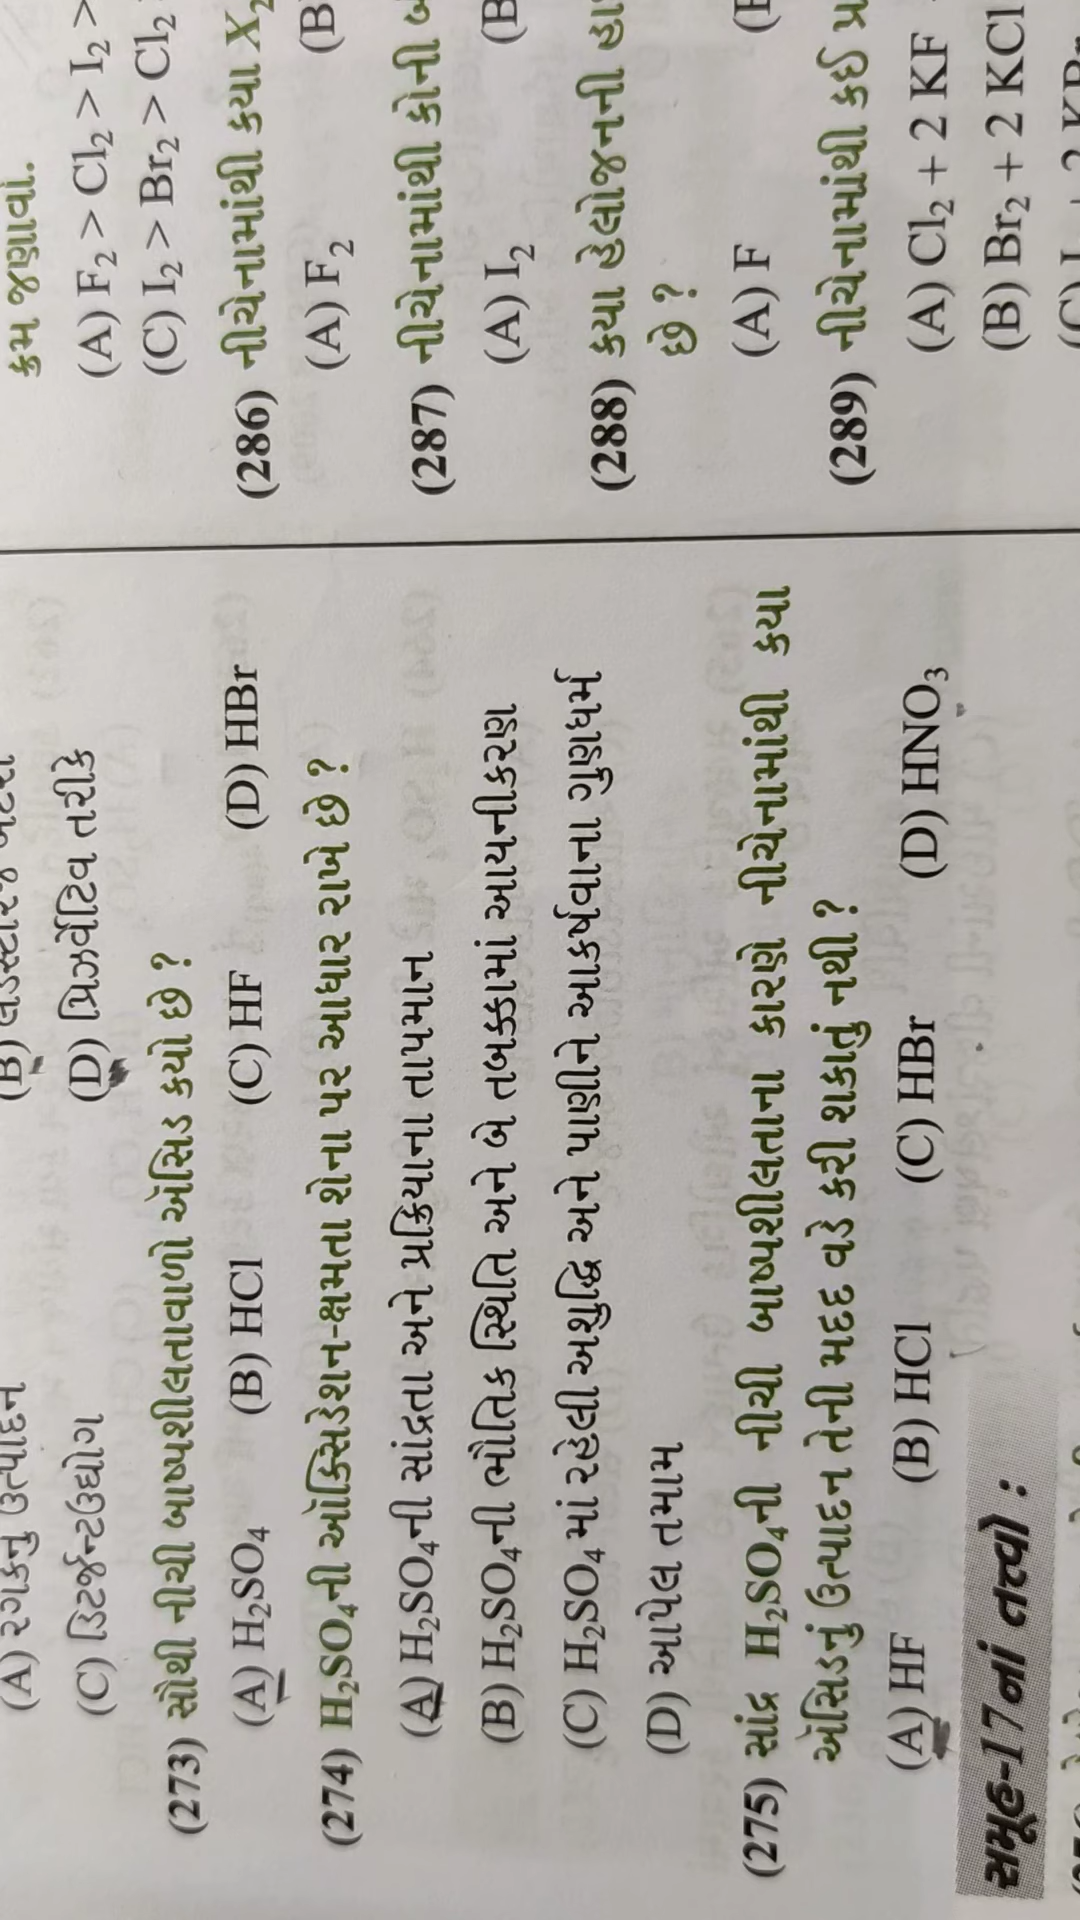 (A) રંગકનું ઉત્પાદન
(C) ડિટર્જન્ટઉદ્યોગ
(D) પ્રિઝર્વેટિવ તરીકે
(273) સૌથી નીચી બાષ્પશીલતાવાળો ઍસિડ કયો છે ?
(A) H₂SO₄ (B) HCl (C) HF (D) HBr
(274) H₂SO₄ની ઑક્સિડેશન-ક્ષમતા શેના પર આધાર રાખે છે ?
(A) H₂SO₄ની સાંદ્રતા અને પ્રક્રિયાના તાપમાન
(B) H₂SO₄ની ભૌતિક સ્થિતિ અને બે તબક્કામાં આયનીકરણ
(C) H₂SO₄માં રહેલી અશુદ્ધિ અને પાણીને આકર્ષવાના ગુણધર્મ
(D) આપેલ તમામ
(275) સાંદ્ર H₂SO₄ની નીચી બાષ્પશીલતાના કારણે નીચેનામાંથી કયા
ઍસિડનું ઉત્પાદન તેની મદદ વડે કરી શકાતું નથી ?
(A) HF (B) HCl (C) HBr (D) HNO₃
સમૂહ-17નાં તત્ત્વો :
ક્રમ જણાવો.
(A) F₂ > Cl₂ > I₂ >
(C) I₂ > Br₂ > Cl₂
(286) નીચેનામાંથી કયા X₂
(A) F₂ (B
(287) નીચેનામાંથી કોની
(A) I₂ (B
(288) કયા હેલોજનની
છે ?
(A) F
(289) નીચેનામાંથી કઈ
(A) Cl₂ + 2 KF
(B) Br₂ + 2 KCl